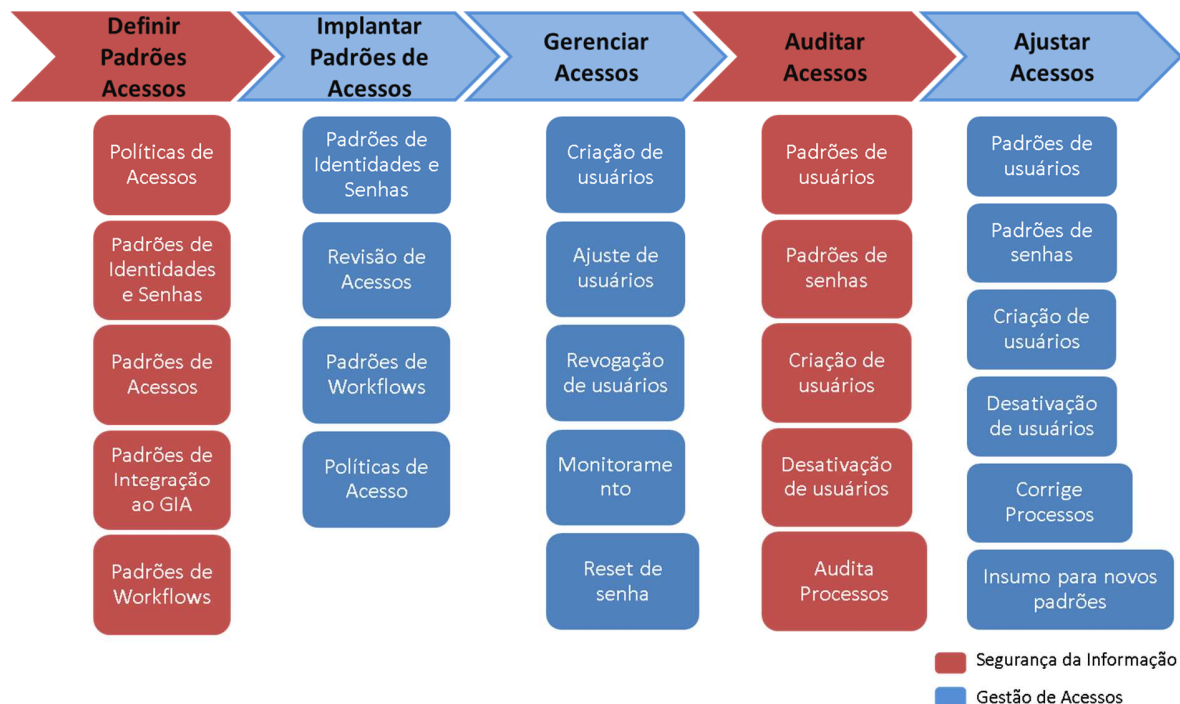 Definir
Padrões
Acessos
Implantar
Padrões de
Acessos
Gerenciar
Acessos
Auditar
Acessos
Ajustar
Acessos
Políticas de
Acessos
Padrões de
Identidades
e Senhas
Padrões de
Acessos
Padrões de
Integração
ao GIA
Padrões de
Workflows
Padrões de
Identidades e
Senhas
Revisão de
Acessos
Padrões de
Workflows
Políticas de
Acesso
Criação de
usuários
Ajuste de
usuários
Revogação
de usuários
Monitorame
nto
Reset de
senha
Padrões de
usuários
Padrões de
senhas
Criação de
usuários
Desativação
de usuários
Audita
Processos
Padrões de
usuários
Padrões de
senhas
Criação de
usuários
Desativação
de usuários
Corrige
Processos
Insumo para novos
padrões
Segurança da Informação
Gestão de Acessos